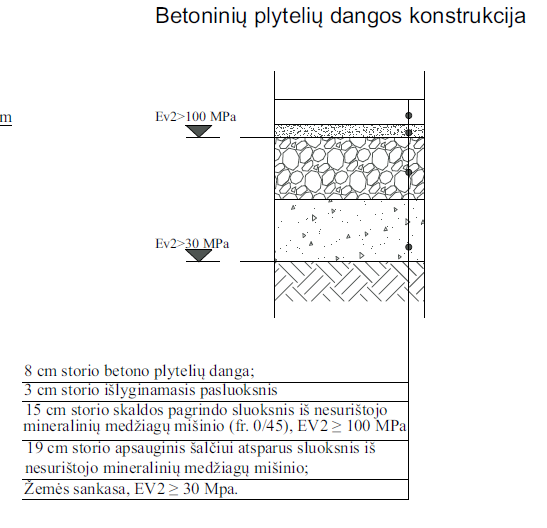 Betoninių plytelių dangos konstrukcija
m
Ev2>100 MPa
Ev2>30 MPa
8 cm storio betono plytelių danga;
3 cm storio išlyginamasis pasluoksnis
15 cm storio skaldos pagrindo sluoksnis iš nesurištojo
mineralinių medžiagų mišinio (fr. 0/45), EV2 ≥ 100 MPa
19 cm storio apsauginis šalčiui atsparus sluoksnis iš
nesurištojo mineralinių medžiagų mišinio;
Žemės sankasa, EV2 ≥ 30 Mpa.